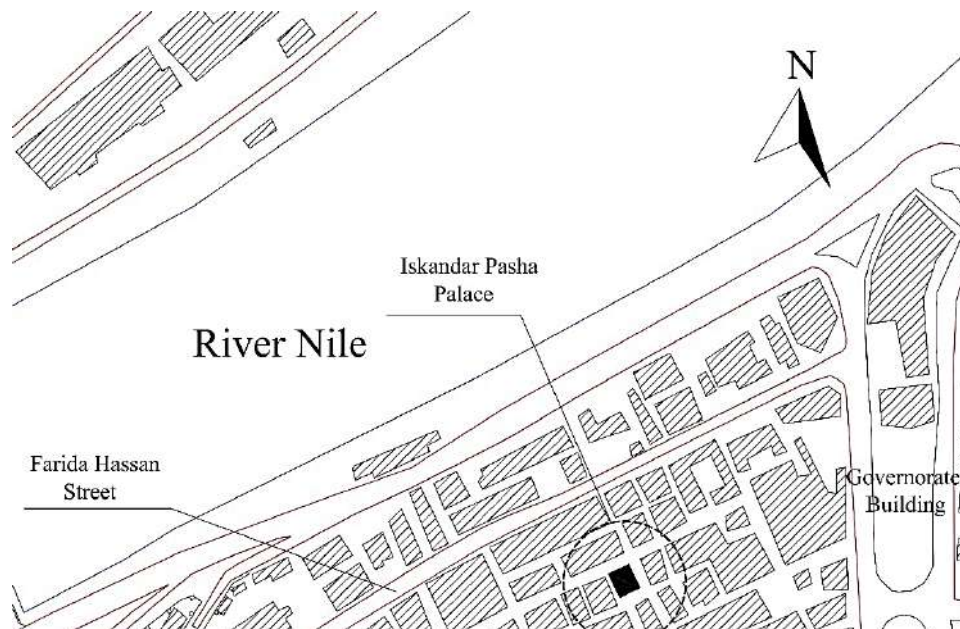 N
Iskandar Pasha
Palace
River Nile
Farida Hassan
Street
Governorate
Building